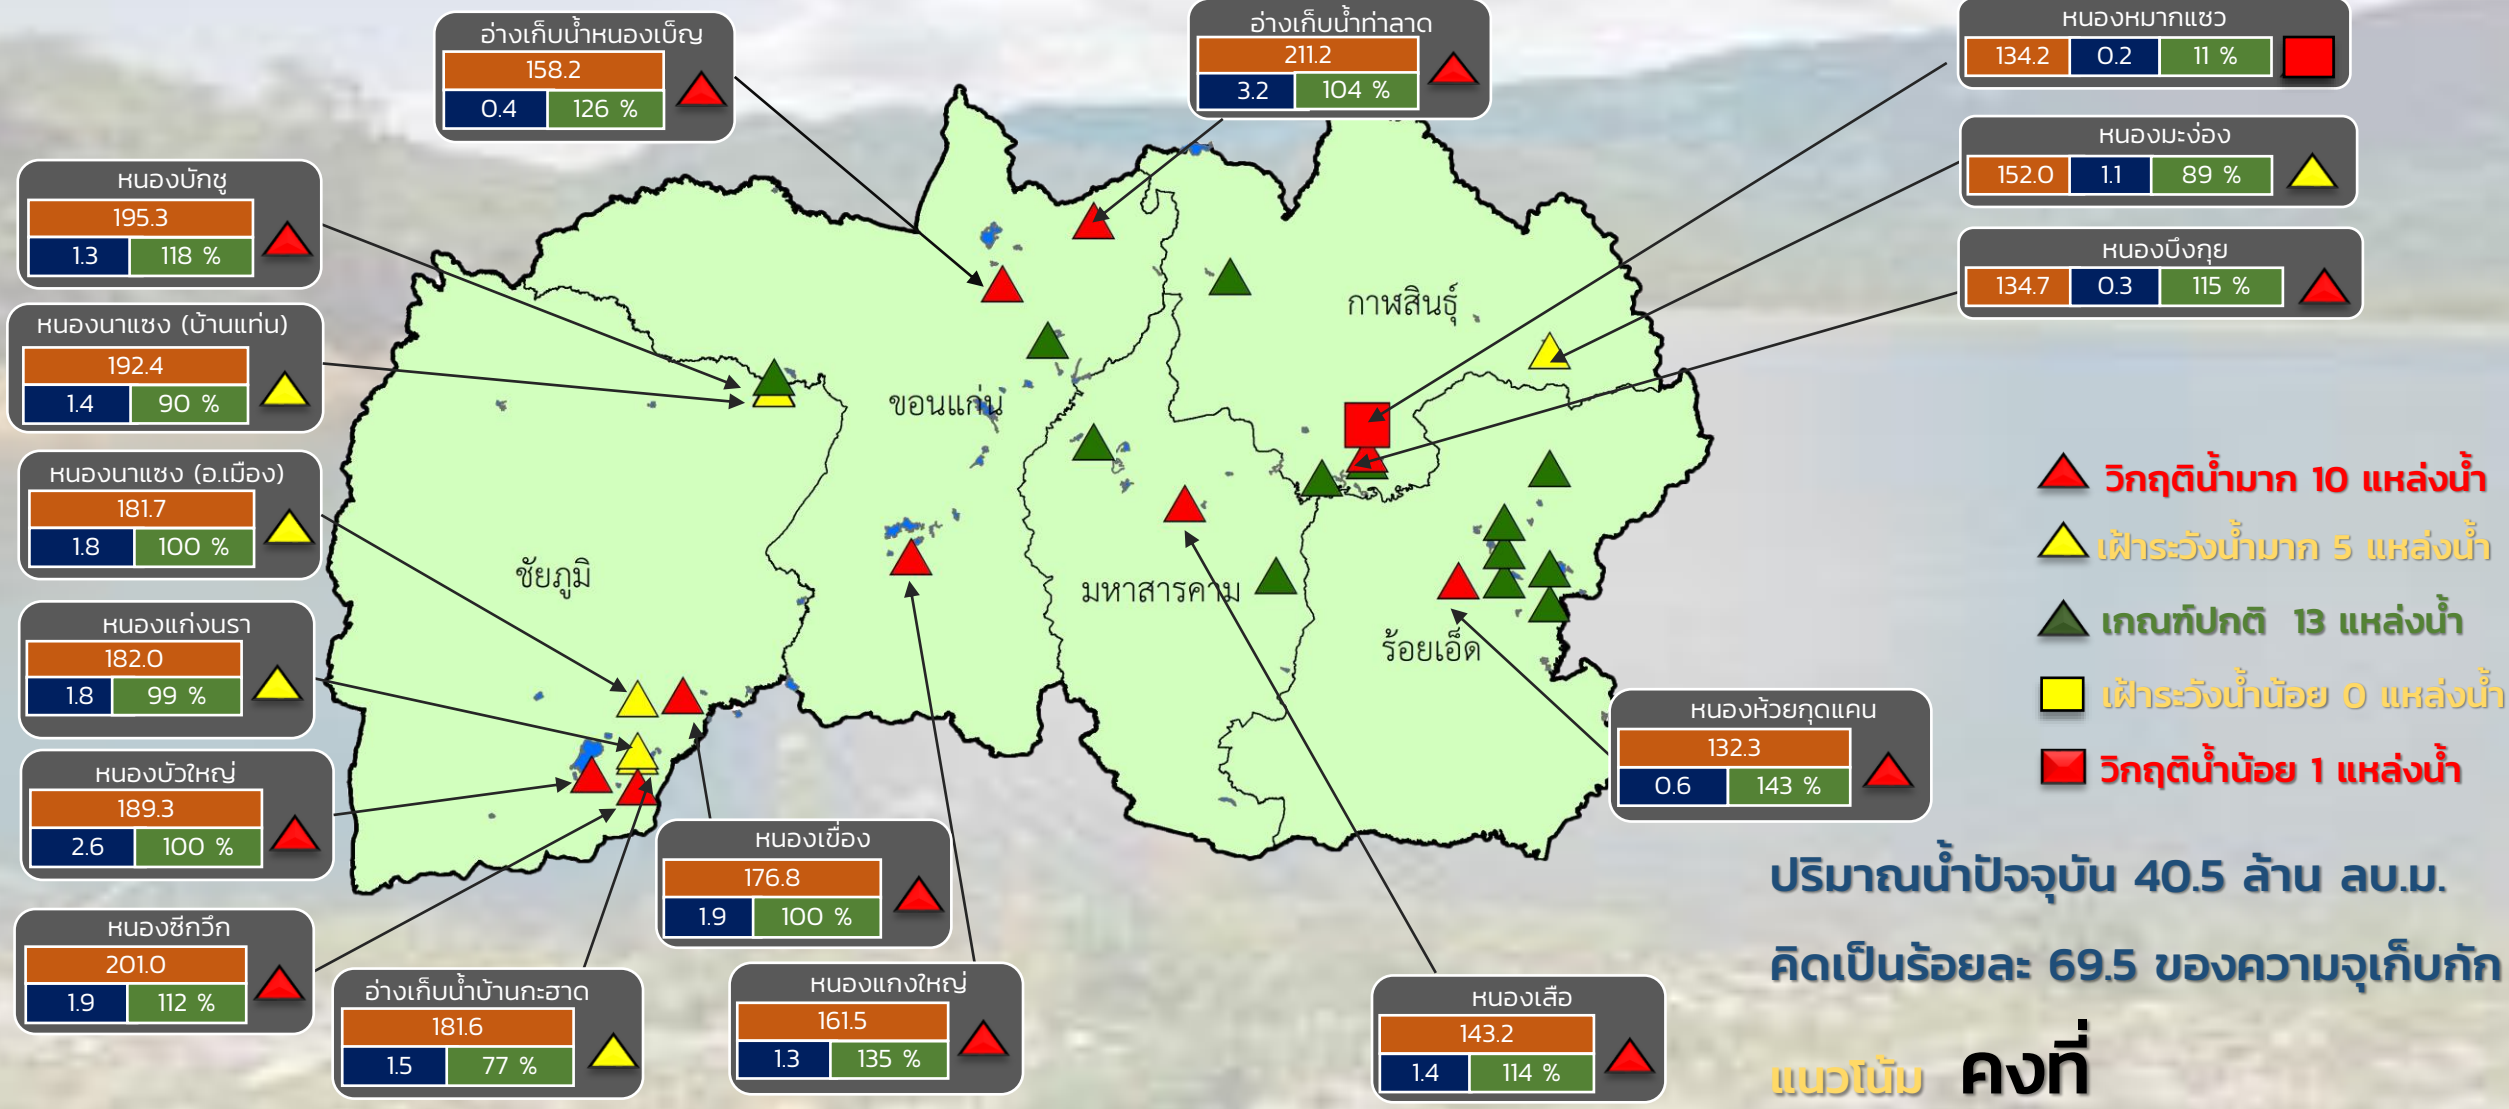 อ่างเก็บน้ำหนองเบ็ญ
158.2
0.4 126 %
อ่างเก็บน้ำท่าลาด
211.2
3.2 104 %
หนองหมากแซว
134.2 0.2 11 %
หนองมะง่อง
152.0 1.1 89 %
หนองบึงกุย
134.7 0.3 115 %
หนองบักชู
195.3
1.3 118 %
หนองนาแซง (บ้านแท่น)
192.4
1.4 90 %
หนองนาแซง (อ.เมือง)
181.7
1.8 100 %
หนองแก่งนรา
182.0
1.8 99 %
หนองบัวใหญ่
189.3
2.6 100 %
หนองซีกวึก
201.0
1.9 112 %
อ่างเก็บน้ำบ้านกะฮาด
181.6
1.5 77 %
หนองเขื่อง
176.8
1.9 100 %
หนองแกงใหญ่
161.5
1.3 135 %
หนองเสือ
143.2
1.4 114 %
หนองห้วยกุดแคน
132.3
0.6 143 %
กาฬสินธุ์
ขอนแก่น
ชัยภูมิ
มหาสารคาม
ร้อยเอ็ด
วิกฤติน้ำมาก 10 แหล่งน้ำ
เฝ้าระวังน้ำมาก 5 แหล่งน้ำ
เกณฑ์ปกติ 13 แหล่งน้ำ
เฝ้าระวังน้ำน้อย 0 แหล่งน้ำ
วิกฤติน้ำน้อย 1 แหล่งน้ำ
ปริมาณน้ำปัจจุบัน 40.5 ล้าน ลบ.ม.
คิดเป็นร้อยละ 69.5 ของความจุเก็บกัก
แนวโน้ม คงที่